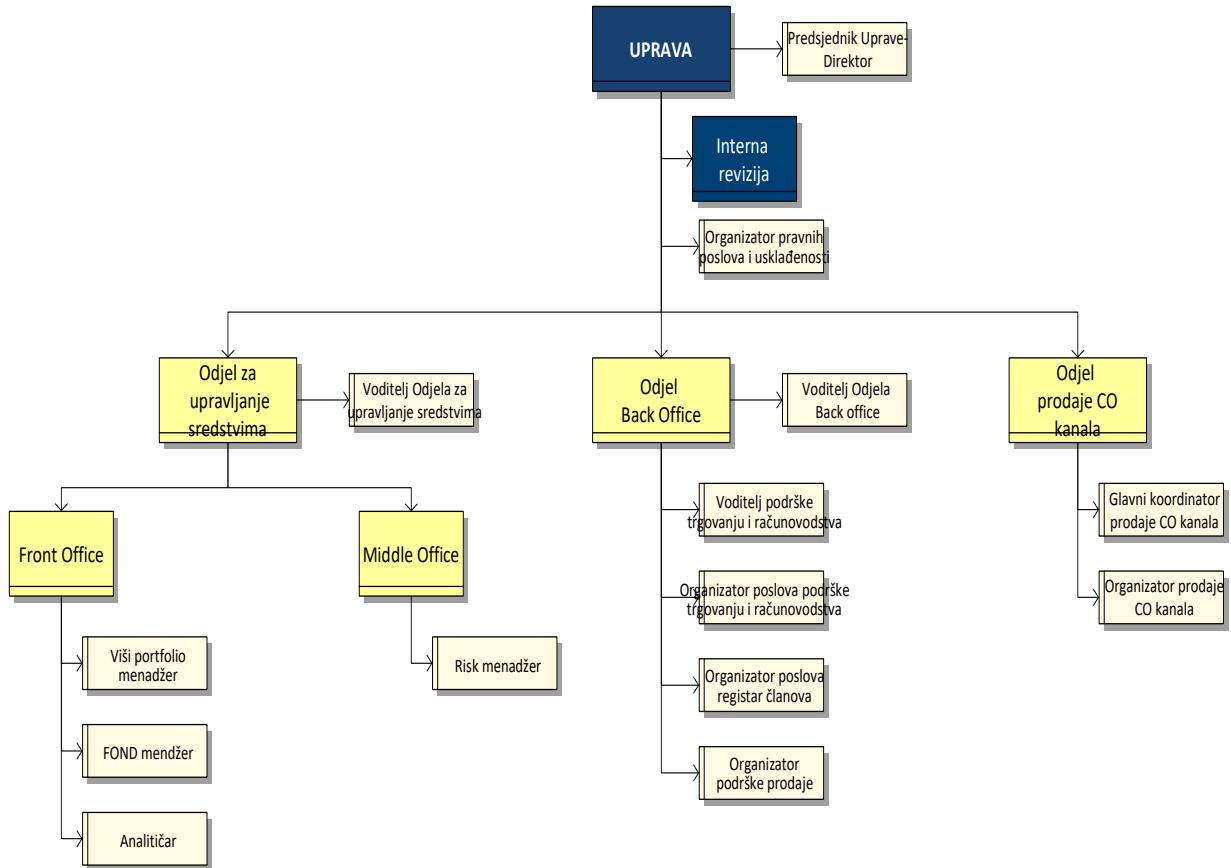 UPRAVA
Predsjednik Uprave-
Direktor
Interna
revizija
Organizator pravnih
poslova i usklađenosti
Odjel za
upravljanje
sredstvima
Voditelj Odjela za
upravljanje sredstvima
Odjel
Back Office
Voditelj Odjela
Back office
Odjel
prodaje CO
kanala
Front Office
Middle Office
Voditelj podrške
trgovanju i računovodstva
Glavni koordinator
prodaje CO kanala
Organizator poslova podrške
trgovanju i računovodstva
Organizator prodaje
CO kanala
Viši portfolio
menadžer
Risk menadžer
Organizator poslova
registar članova
FOND mendžer
Organizator
podrške prodaje
Analitičar